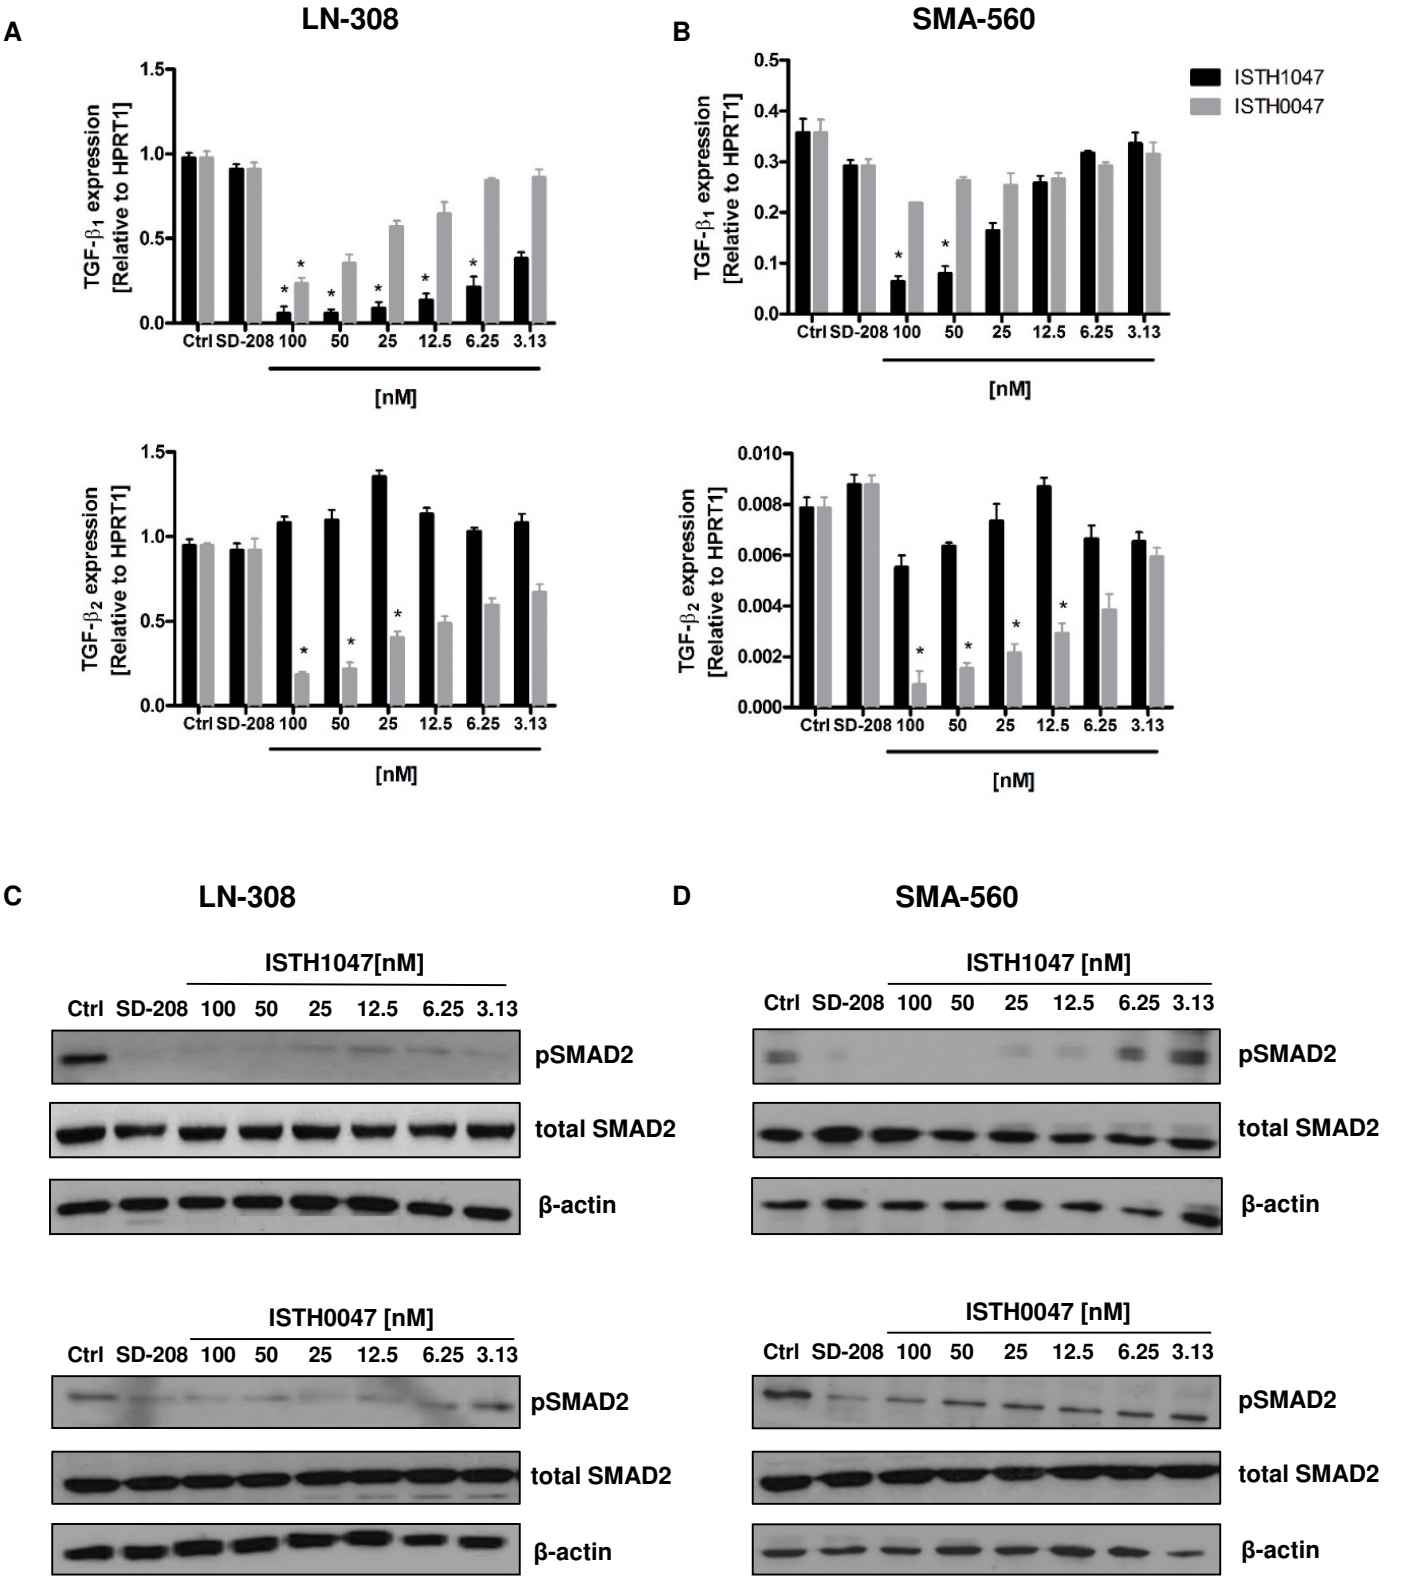 A
LN-308
TGF-β1 expression
[Relative to HPRT1]
1.5
1.0
0.5
0.0
* * * * * *
Ctrl SD-208 100 50 25 12.5 6.25 3.13
[nM]
B
SMA-560
TGF-β1 expression
[Relative to HPRT1]
0.5
0.4
0.3
0.2
0.1
0.0
* *
Ctrl SD-208 100 50 25 12.5 6.25 3.13
[nM]
ISTH1047
ISTH0047
TGF-β2 expression
[Relative to HPRT1]
1.5
1.0
0.5
0.0
* * *
Ctrl SD-208 100 50 25 12.5 6.25 3.13
[nM]
TGF-β2 expression
[Relative to HPRT1]
0.010
0.008
0.006
0.004
0.002
0.000
* * * *
Ctrl SD-208 100 50 25 12.5 6.25 3.13
[nM]
C
LN-308
ISTH1047[nM]
Ctrl SD-208 100 50 25 12.5 6.25 3.13
pSMAD2
total SMAD2
β-actin
ISTH0047 [nM]
Ctrl SD-208 100 50 25 12.5 6.25 3.13
pSMAD2
total SMAD2
β-actin
D
SMA-560
ISTH1047 [nM]
Ctrl SD-208 100 50 25 12.5 6.25 3.13
pSMAD2
total SMAD2
β-actin
ISTH0047 [nM]
Ctrl SD-208 100 50 25 12.5 6.25 3.13
pSMAD2
total SMAD2
β-actin